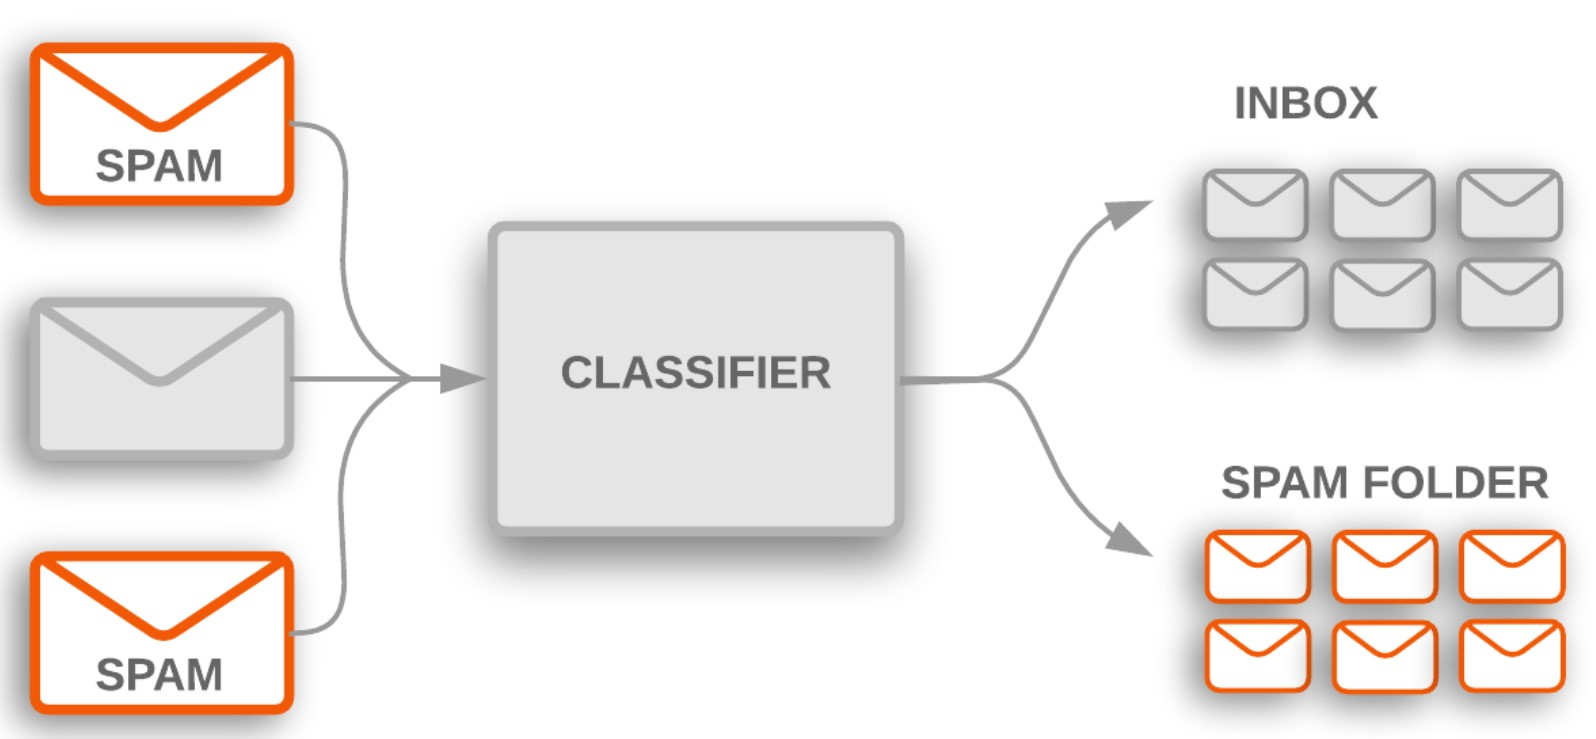 SPAM
SPAM
CLASSIFIER
INBOX
SPAM FOLDER